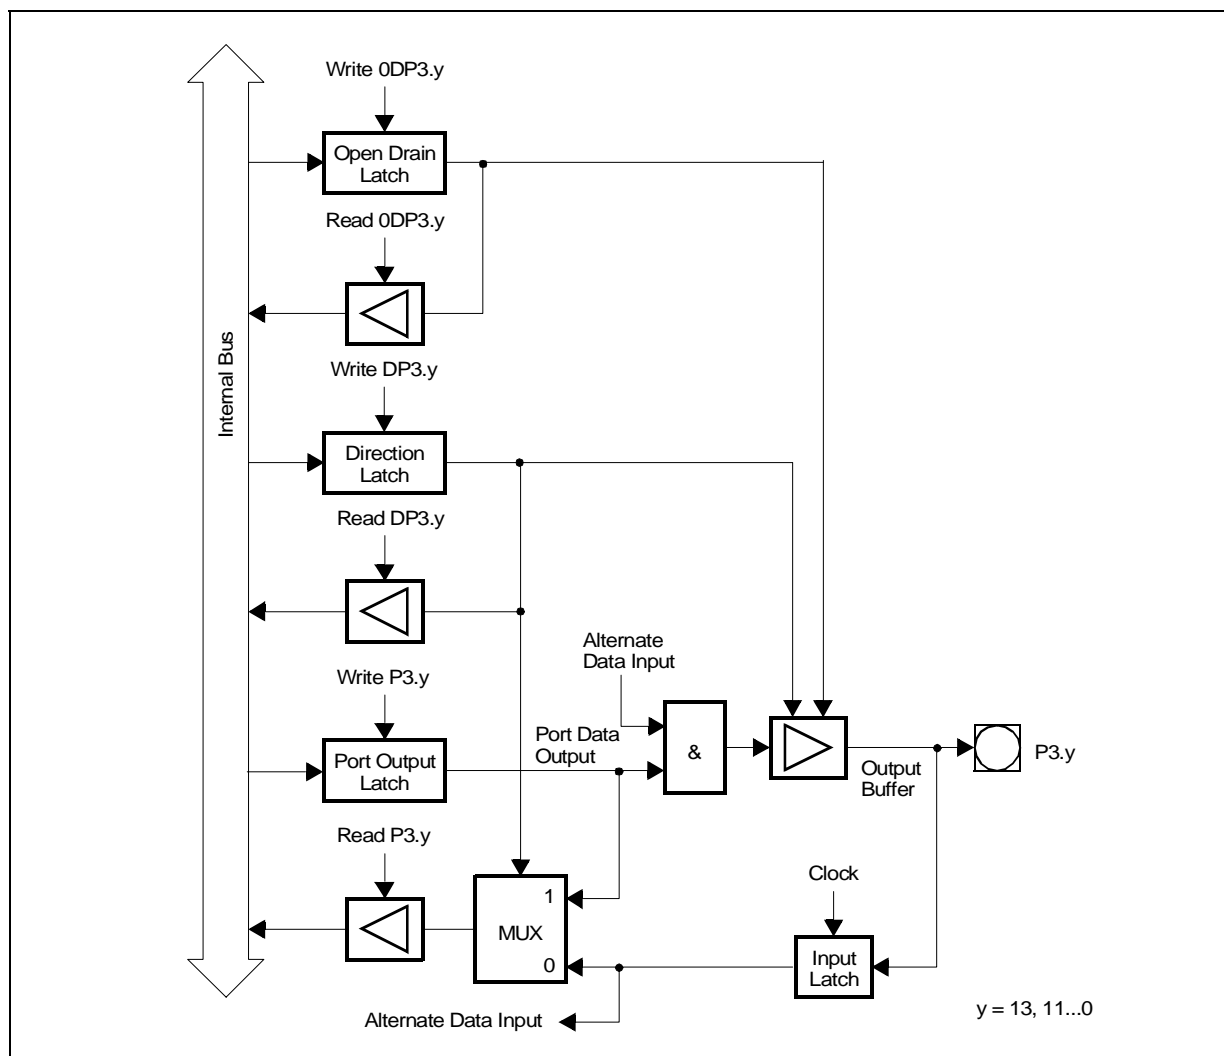 Write 0DP3.y
Open Drain
Latch
Read 0DP3.y
Internal Bus
Write DP3.y
Direction
Latch
Read DP3.y
Alternate
Data Input
Write P3.y
Port Data
Output
&
Port Output
Latch
Output
Buffer
P3.y
Read P3.y
Clock
1
MUX
0
Input
Latch
Alternate Data Input
y = 13, 11...0